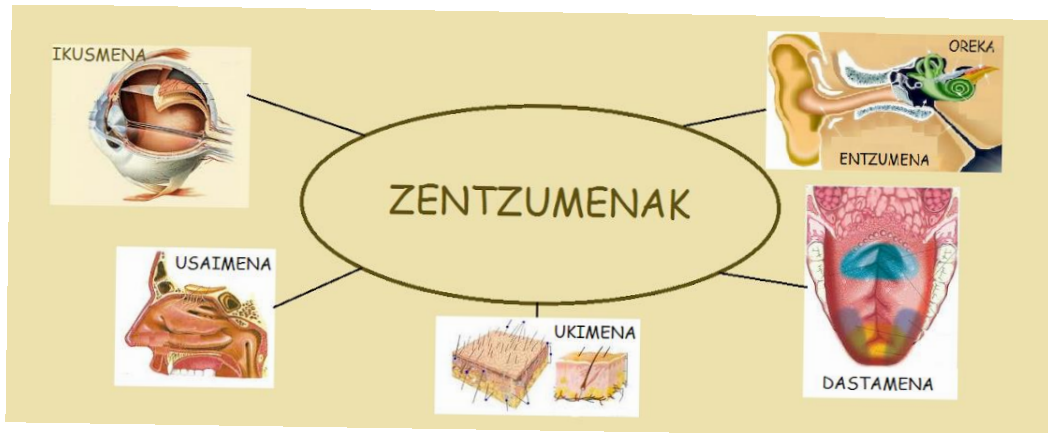 IKUSMENA
OREKA
ENTZUMENA
ZENTZUMENAK
USAIMENA
UKIMENA
DASTAMENA